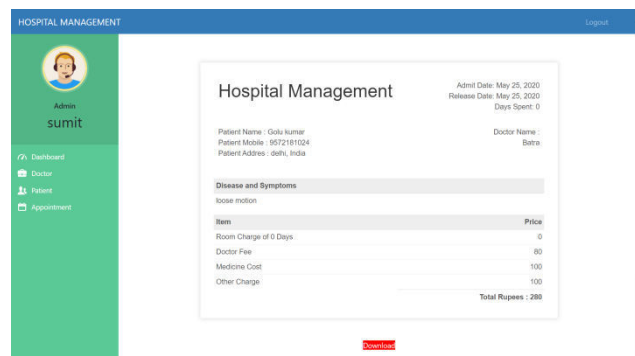 HOSPITAL MANAGEMENT
Logout
Admin
sumit
Dashboard
Doctor
Patient
Appointment
Hospital Management
Admit Date: May 25, 2020
Release Date: May 25, 2020
Days Spent: 0
Patient Name : Golu kumar
Patient Mobile : 9572181024
Patient Addres : delhi, India
Doctor Name :
Batra
Disease and Symptoms
loose motion
Item Price
Room Charge of 0 Days 0
Doctor Fee 80
Medicine Cost 100
Other Charge 100
Total Rupees : 280
Download